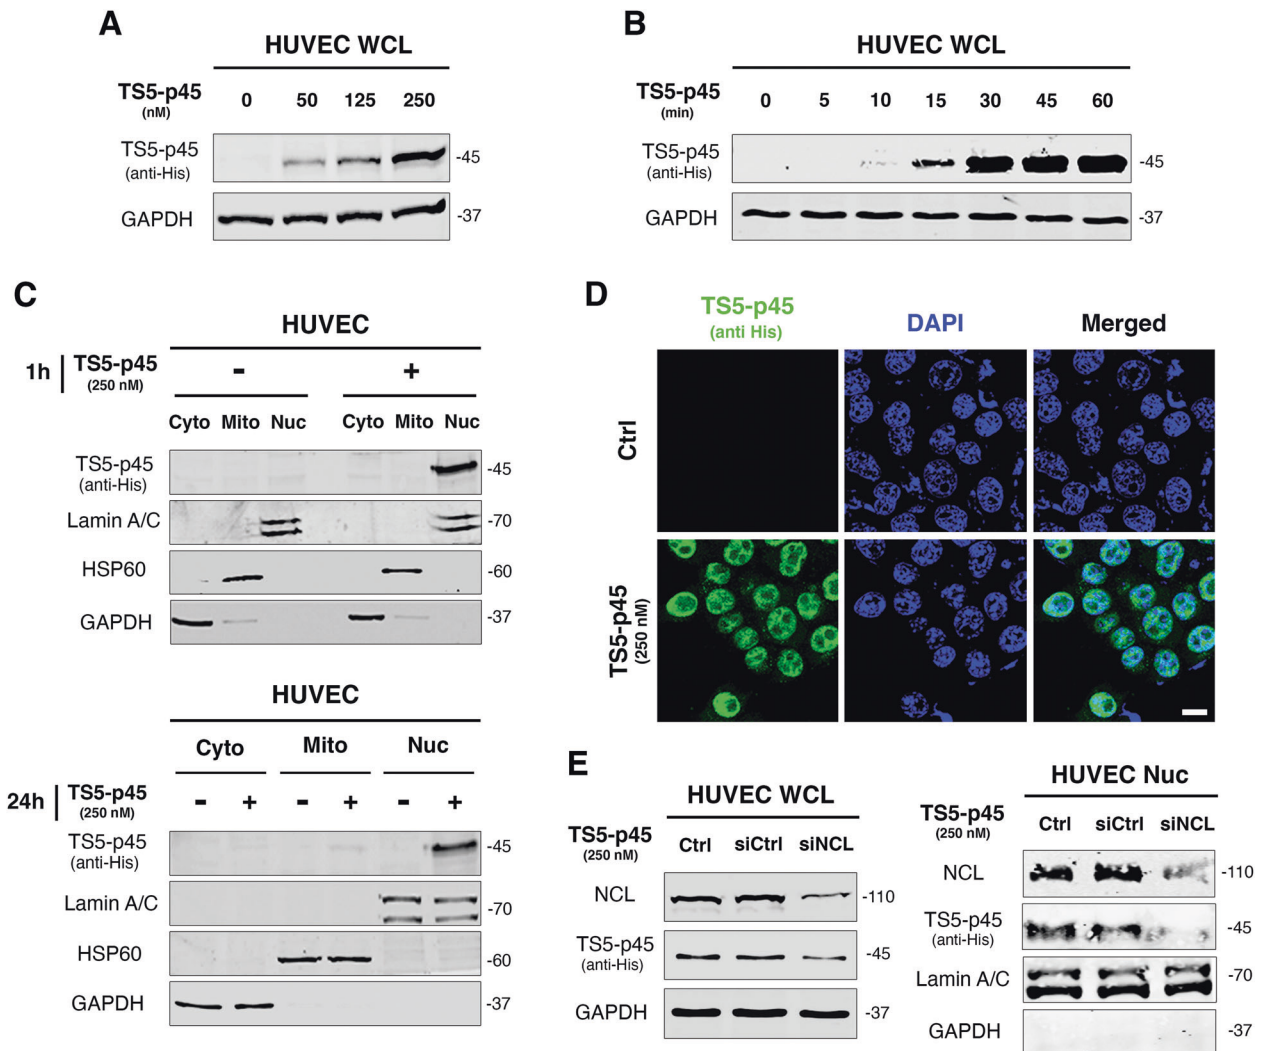 A
HUVEC WCL
TS5-p45
(nM)
0 50 125 250
TS5-p45
(anti-His)
-45
GAPDH
-37
B
HUVEC WCL
TS5-p45
(min)
0 5 10 15 30 45 60
TS5-p45
(anti-His)
-45
GAPDH
-37
C
HUVEC
1h
TS5-p45
(250 nM)
- +
Cyto Mito Nuc Cyto Mito Nuc
TS5-p45
(anti-His)
-45
Lamin A/C
-70
HSP60
-60
GAPDH
-37
HUVEC
Cyto Mito Nuc
24h
TS5-p45
(250 nM)
- + - + - +
TS5-p45
(anti-His)
-45
Lamin A/C
-70
HSP60
-60
GAPDH
-37
D
TS5-p45
(anti His)
DAPI
Merged
Ctrl
TS5-p45
(250 nM)
E
HUVEC WCL
TS5-p45
(250 nM)
Ctrl siCtrl siNCL
NCL
-110
TS5-p45
(anti-His)
-45
GAPDH
-37
HUVEC Nuc
TS5-p45
(250 nM)
Ctrl siCtrl siNCL
NCL
-110
TS5-p45
(anti-His)
-45
Lamin A/C
-70
GAPDH
-37